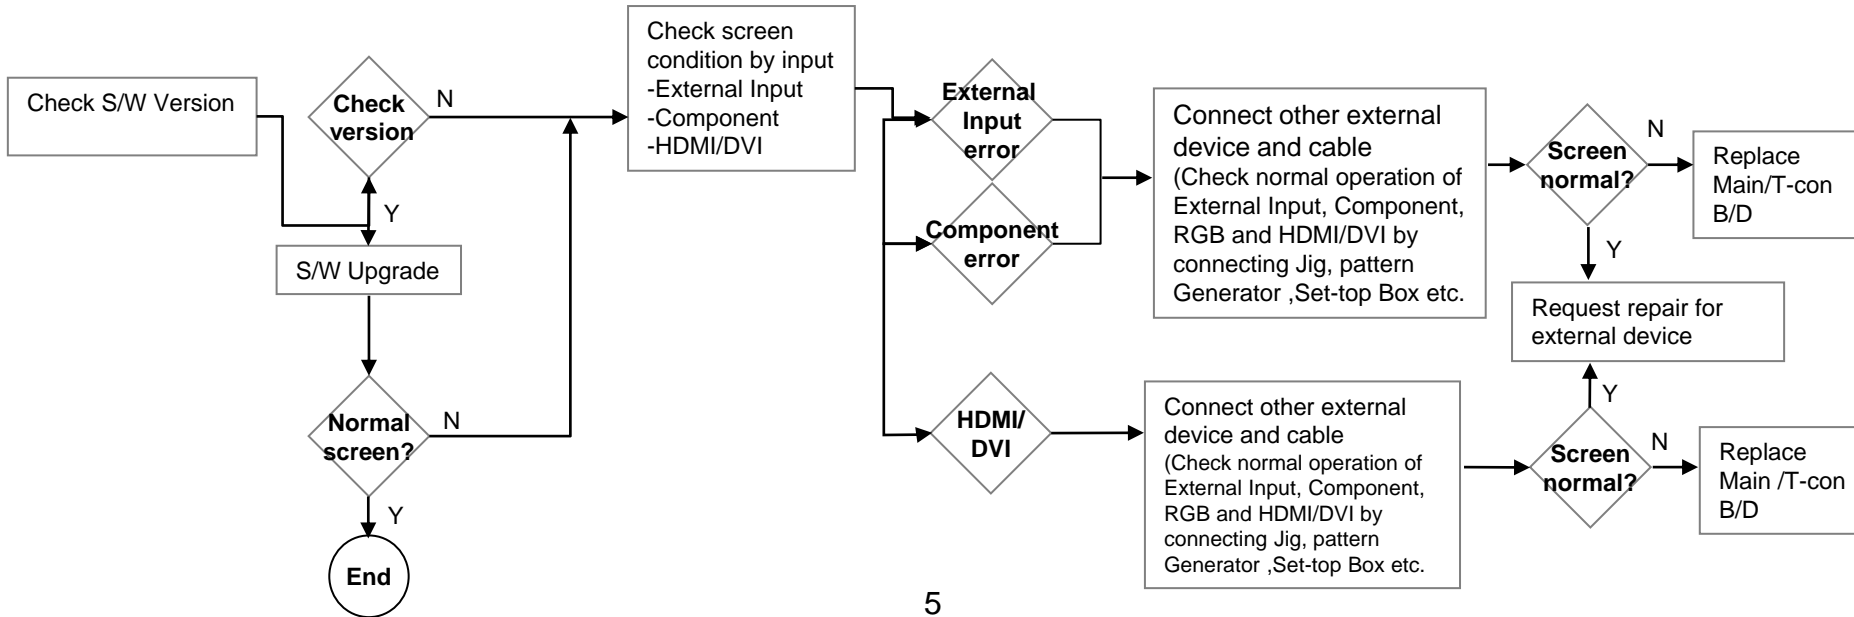 Check S/W Version
Check
version
N
Y
S/W Upgrade
Normal
screen?
N
Y
End
Check screen
condition by input
-External Input
-Component
-HDMI/DVI
External
Input
error
Component
error
HDMI/
DVI
Connect other external
device and cable
(Check normal operation of
External Input, Component,
RGB and HDMI/DVI by
connecting Jig, pattern
Generator ,Set-top Box etc.
Screen
normal?
N
Replace
Main/T-con
B/D
Y
Request repair for
external device
Connect other external
device and cable
(Check normal operation of
External Input, Component,
RGB and HDMI/DVI by
connecting Jig, pattern
Generator ,Set-top Box etc.
Y
Screen
normal?
N
Replace
Main /T-con
B/D
5